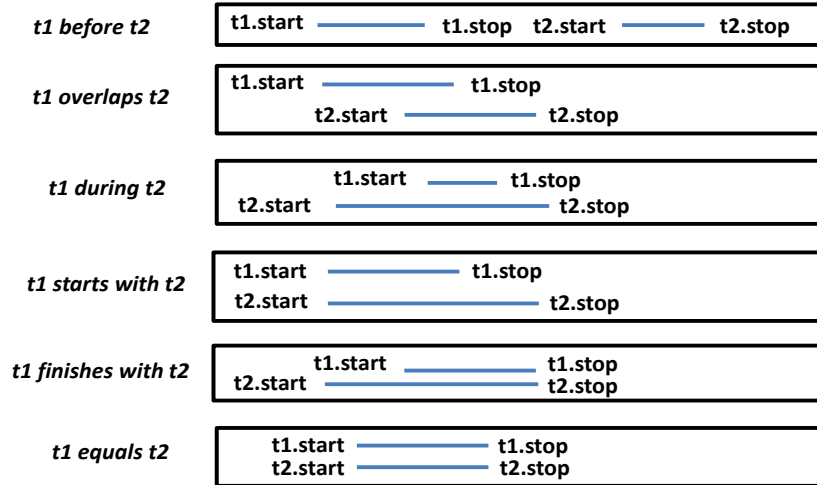 t1 before t2 t1.start t1.stop t2.start t2.stop
t1 overlaps t2 t1.start t1.stop
t2.start t2.stop
t1 during t2 t1.start t1.stop
t2.start t2.stop
t1 starts with t2 t1.start t1.stop
t2.start t2.stop
t1 finishes with t2 t1.start t1.stop
t2.start t2.stop
t1 equals t2 t1.start t1.stop
t2.start t2.stop